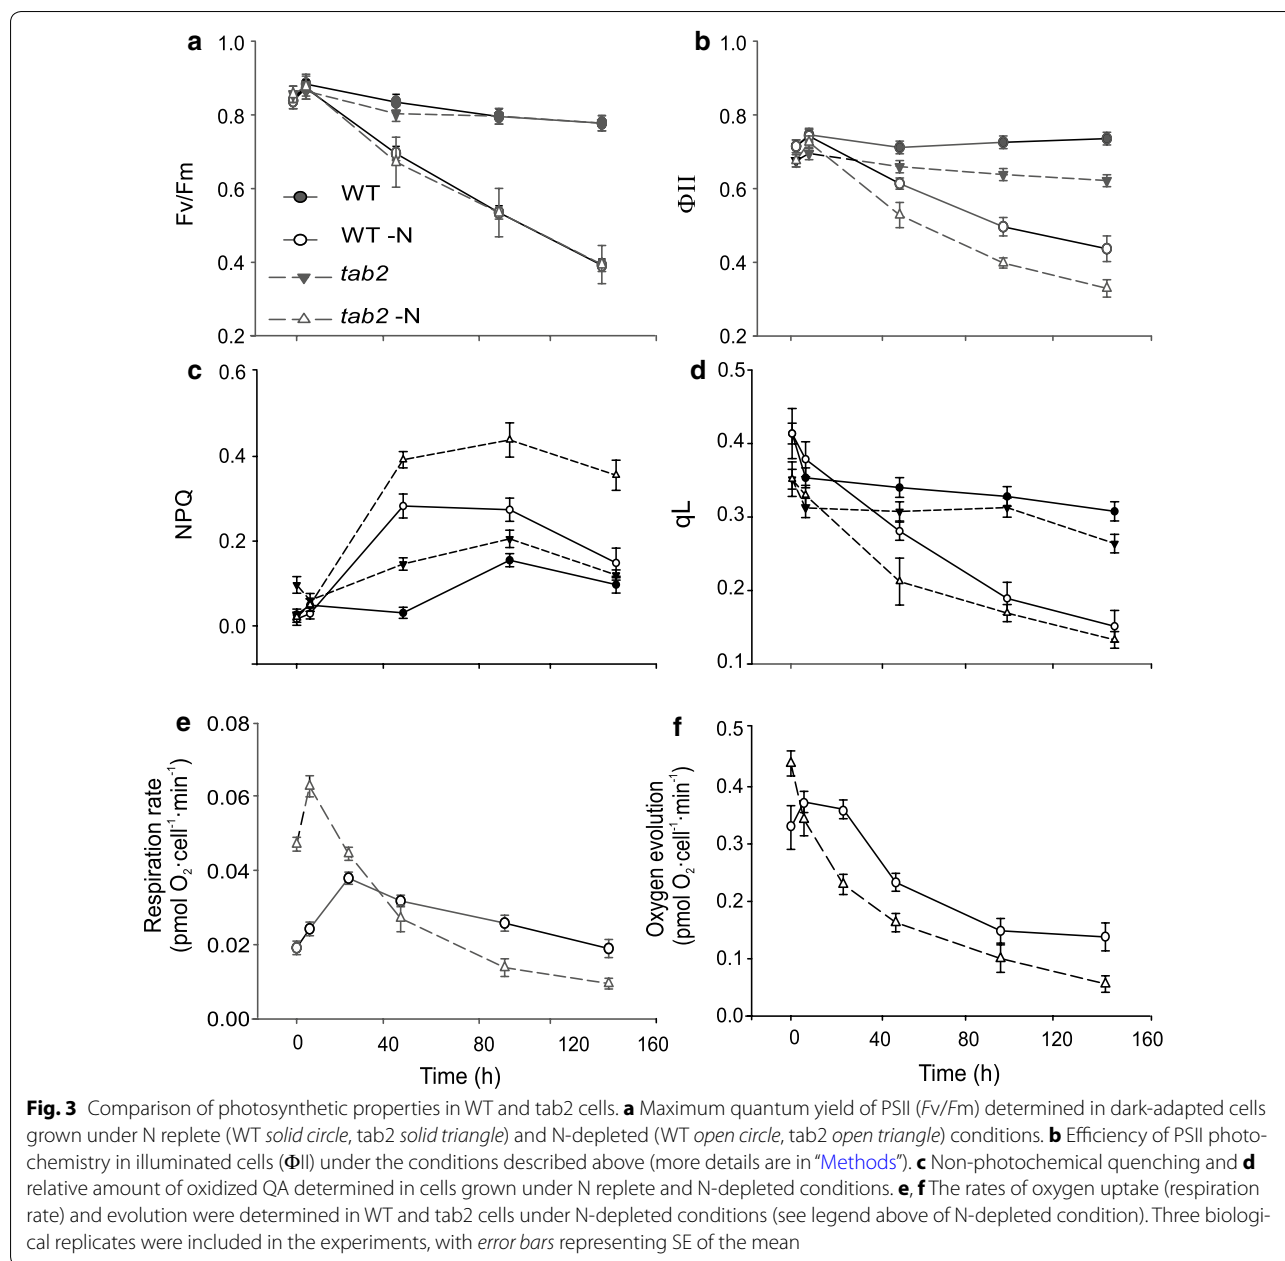 a
1.0
0.8
0.6
0.4
0.2
Fv/Fm
WT
WT -N
tab2
tab2 -N
b
1.0
0.8
0.6
0.4
0.2
ΦII
c
0.6
0.4
0.2
0.0
NPQ
d
0.5
0.4
0.3
0.2
0.1
qL
e
0.08
0.06
0.04
0.02
0.00
Respiration rate
(pmol O₂·cell⁻¹·min⁻¹)
0 40 80 120 160
Time (h)
f
0.5
0.4
0.3
0.2
0.1
0.0
Oxygen evolution
(pmol O₂·cell⁻¹·min⁻¹)
0 40 80 120 160
Time (h)
Fig. 3 Comparison of photosynthetic properties in WT and tab2 cells. a Maximum quantum yield of PSII (Fv/Fm) determined in dark-adapted cells
grown under N replete (WT solid circle, tab2 solid triangle) and N-depleted (WT open circle, tab2 open triangle) conditions. b Efficiency of PSII photo-
chemistry in illuminated cells (ΦII) under the conditions described above (more details are in “Methods”). c Non-photochemical quenching and d
relative amount of oxidized QA determined in cells grown under N replete and N-depleted conditions. e, f The rates of oxygen uptake (respiration
rate) and evolution were determined in WT and tab2 cells under N-depleted conditions (see legend above of N-depleted condition). Three biologi-
cal replicates were included in the experiments, with error bars representing SE of the mean